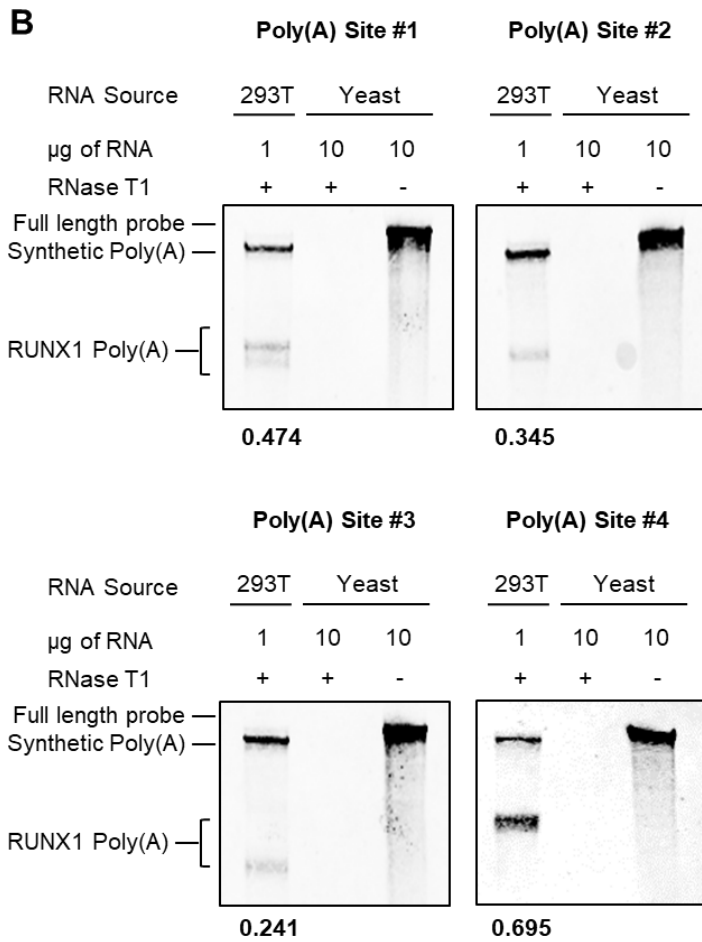 B
Poly(A) Site #1 Poly(A) Site #2
RNA Source 293T Yeast 293T Yeast
µg of RNA 1 10 10 1 10 10
RNase T1 + + - + + -
Full length probe
Synthetic Poly(A)
RUNX1 Poly(A)
0.474 0.345
Poly(A) Site #3 Poly(A) Site #4
RNA Source 293T Yeast 293T Yeast
µg of RNA 1 10 10 1 10 10
RNase T1 + + - + + -
Full length probe
Synthetic Poly(A)
RUNX1 Poly(A)
0.241 0.695